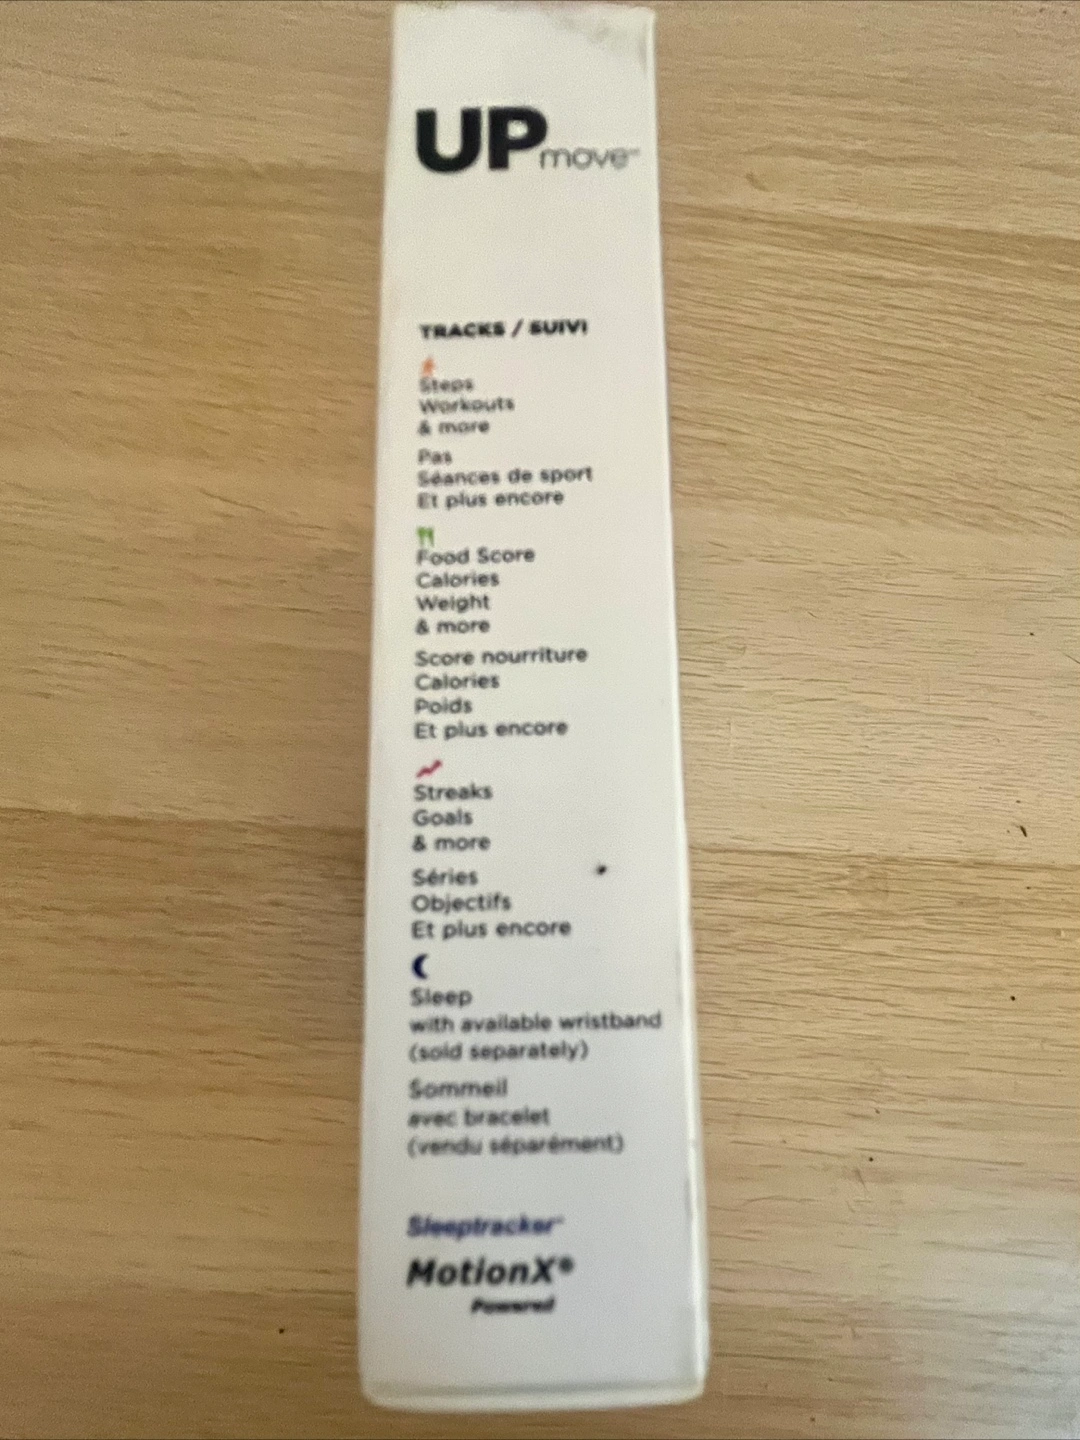 UP move™
TRACKS / SUIVI
Steps
Workouts
& more
Pas
Séances de sport
Et plus encore
Food Score
Calories
Weight
& more
Score nourriture
Calories
Poids
Et plus encore
Streaks
Goals
& more
Séries
Objectifs
Et plus encore
Sleep
with available wristband
(sold separately)
Sommeil
avec bracelet
(vendu séparément)
Sleeptracker™
MotionX®
Powered